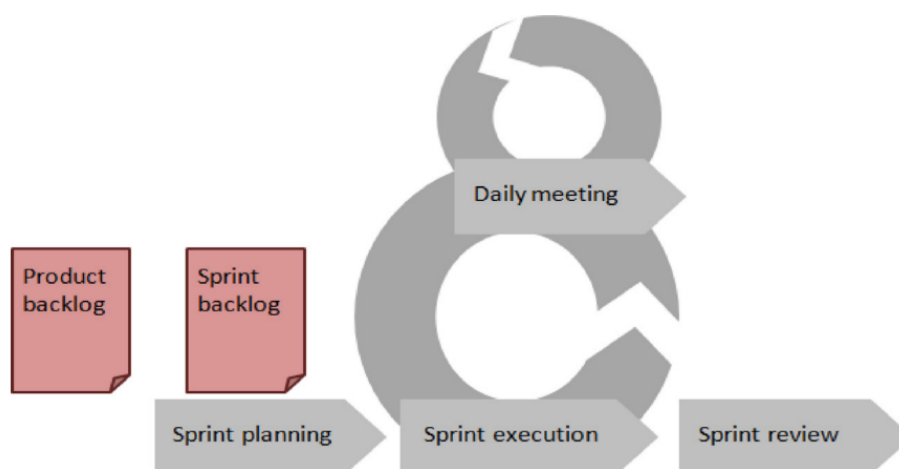 Daily meeting
Product
backlog
Sprint
backlog
Sprint planning
Sprint execution
Sprint review